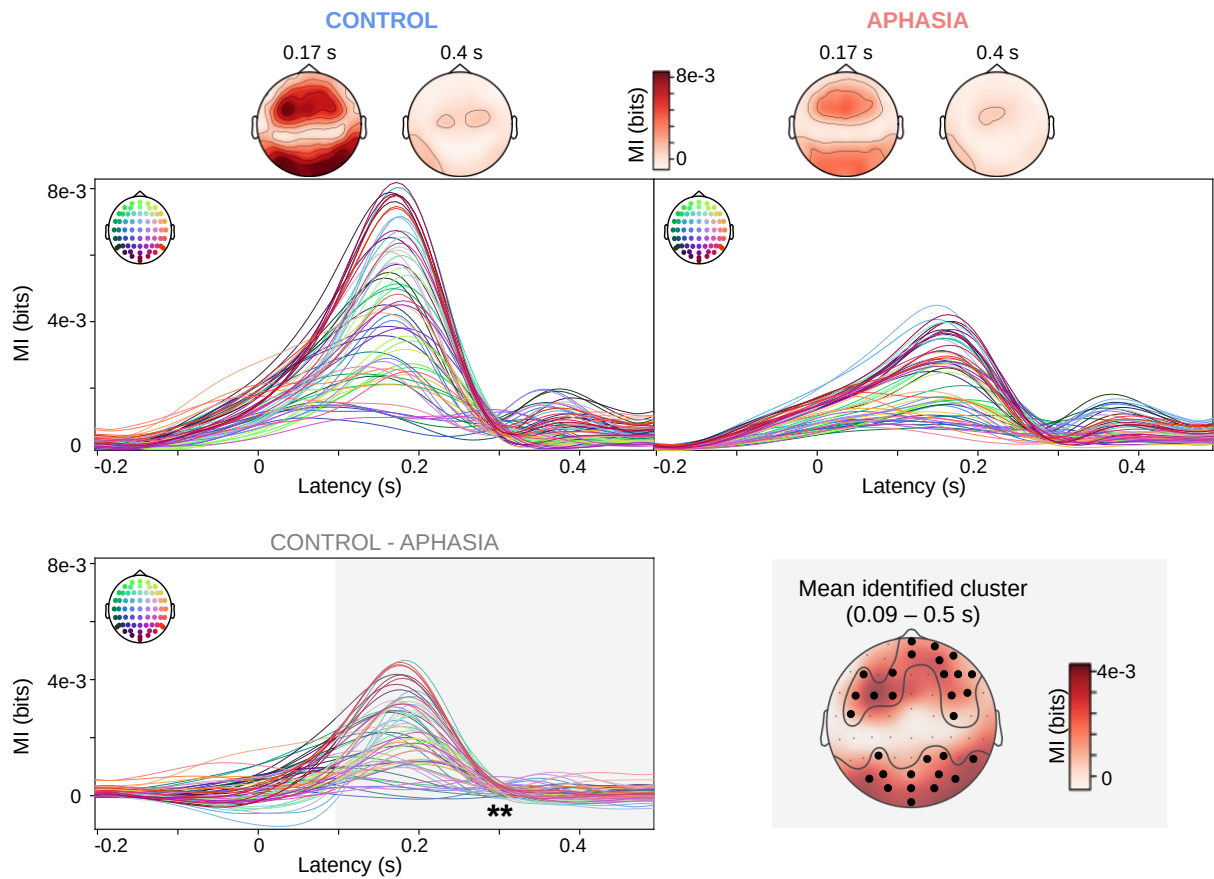 CONTROL
APHASIA
0.17 s
0.4 s
0.17 s
0.4 s
MI (bits)
8e-3
0
MI (bits)
8e-3
4e-3
0
-0.2
0
0.2
0.4
Latency (s)
-0.2
0
0.2
0.4
Latency (s)
CONTROL - APHASIA
MI (bits)
8e-3
4e-3
0
**
-0.2
0
0.2
0.4
Latency (s)
Mean identified cluster
(0.09 – 0.5 s)
MI (bits)
4e-3
0